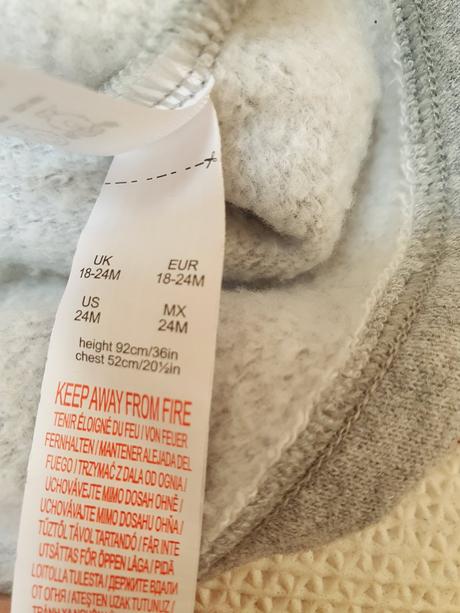 UK
18-24M
EUR
18-24M
US
24M
MX
24M
height 92cm/36in
chest 52cm/20½in
KEEP AWAY FROM FIRE
TENIR ÉLOIGNÉ DU FEU / VON FEUER
FERNHALTEN / MANTENER ALEJADA DEL
FUEGO / TRZYMAĆ Z DALA OD OGNIA /
UCHOVÁVEJTE MIMO DOSAH OHNĚ /
UCHOVÁVAJTE MIMO DOSAHU OHŇA /
TŰZTŐL TÁVOL TARTANDÓ / FÅR INTE
UTSÄTTAS FÖR ÖPPEN LÅGA / PIDÄ
LOITOLLA TULESTA / ДЕРЖИТЕ ВДАЛИ
ОТ ОГНЯ / ATEŞTEN UZAK TUTUNUZ /